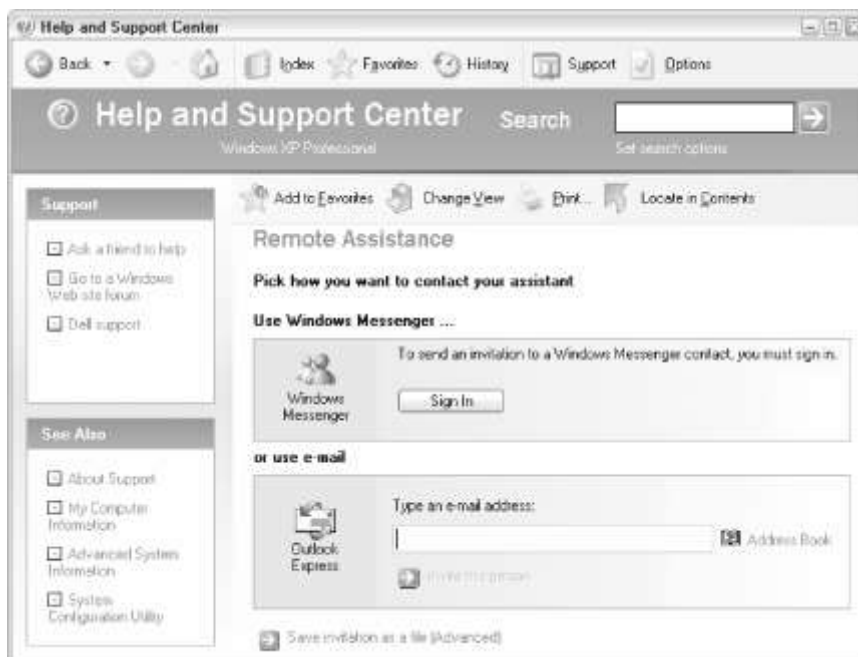 Help and Support Center
Back
Index
Favorites
History
Support
Options
Help and Support Center
Windows XP Professional
Search
Set search options
Support
Ask a friend to help
Go to a Windows
Web site forum
Dell support
See Also
About Support
My Computer
Information
Advanced System
Information
System
Configuration Utility
Add to Favorites
Change View
Print...
Locate in Contents
Remote Assistance
Pick how you want to contact your assistant
Use Windows Messenger ...
Windows
Messenger
To send an invitation to a Windows Messenger contact, you must sign in.
Sign In
or use e-mail
Outlook
Express
Type an e-mail address:
Address Book
Invite this person
Save invitation as a file (Advanced)